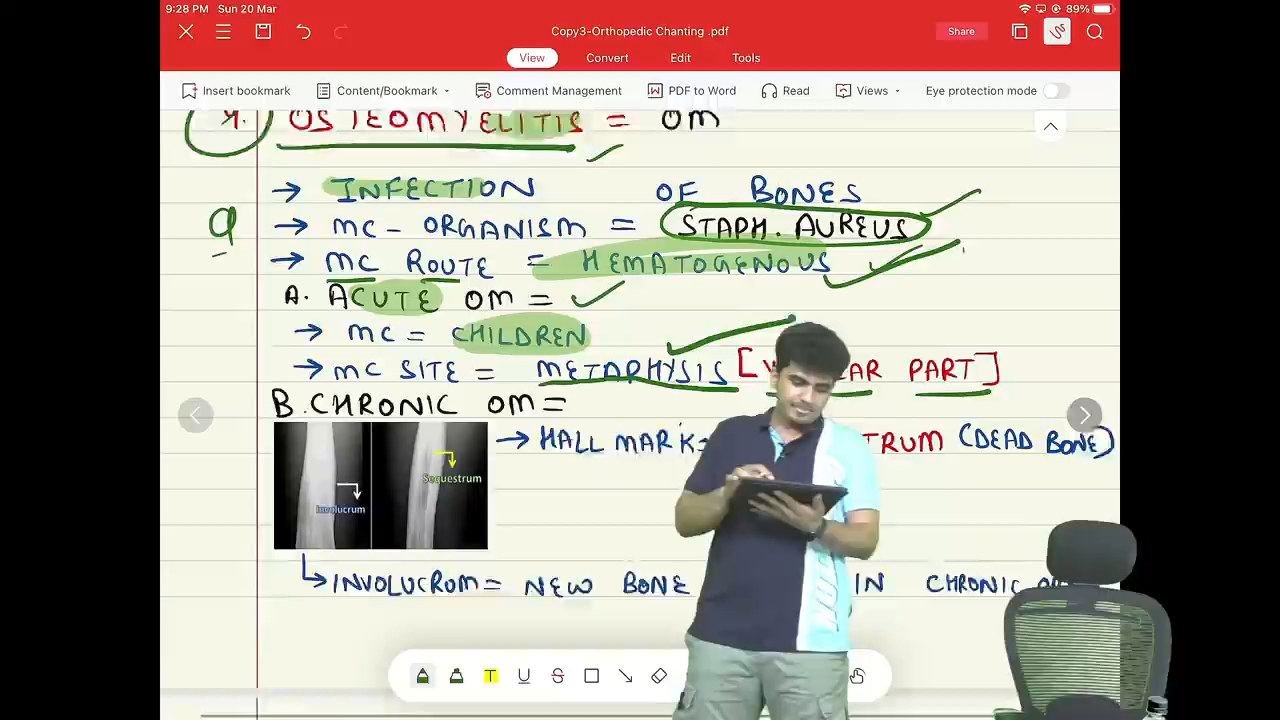 9:28 PM Sun 20 Mar
89%
Copy3-Orthopedic Chanting .pdf
Share
View Convert Edit Tools
Insert bookmark Content/Bookmark Comment Management PDF to Word Read Views Eye protection mode
4. OSTEOMYELITIS = OM
→ INFECTION OF BONES
Q → MC - ORGANISM = STAPH. AUREUS
→ MC ROUTE = HEMATOGENOUS
A. ACUTE OM =
→ MC = CHILDREN
→ MC SITE = METAPHYSIS [ PART]
B. CHRONIC OM =
→ HALL MARK = TRUM (DEAD BONE)
Involucrum
Sequestrum
INVOLUCRUM = NEW BONE IN CHRONIC
T U S